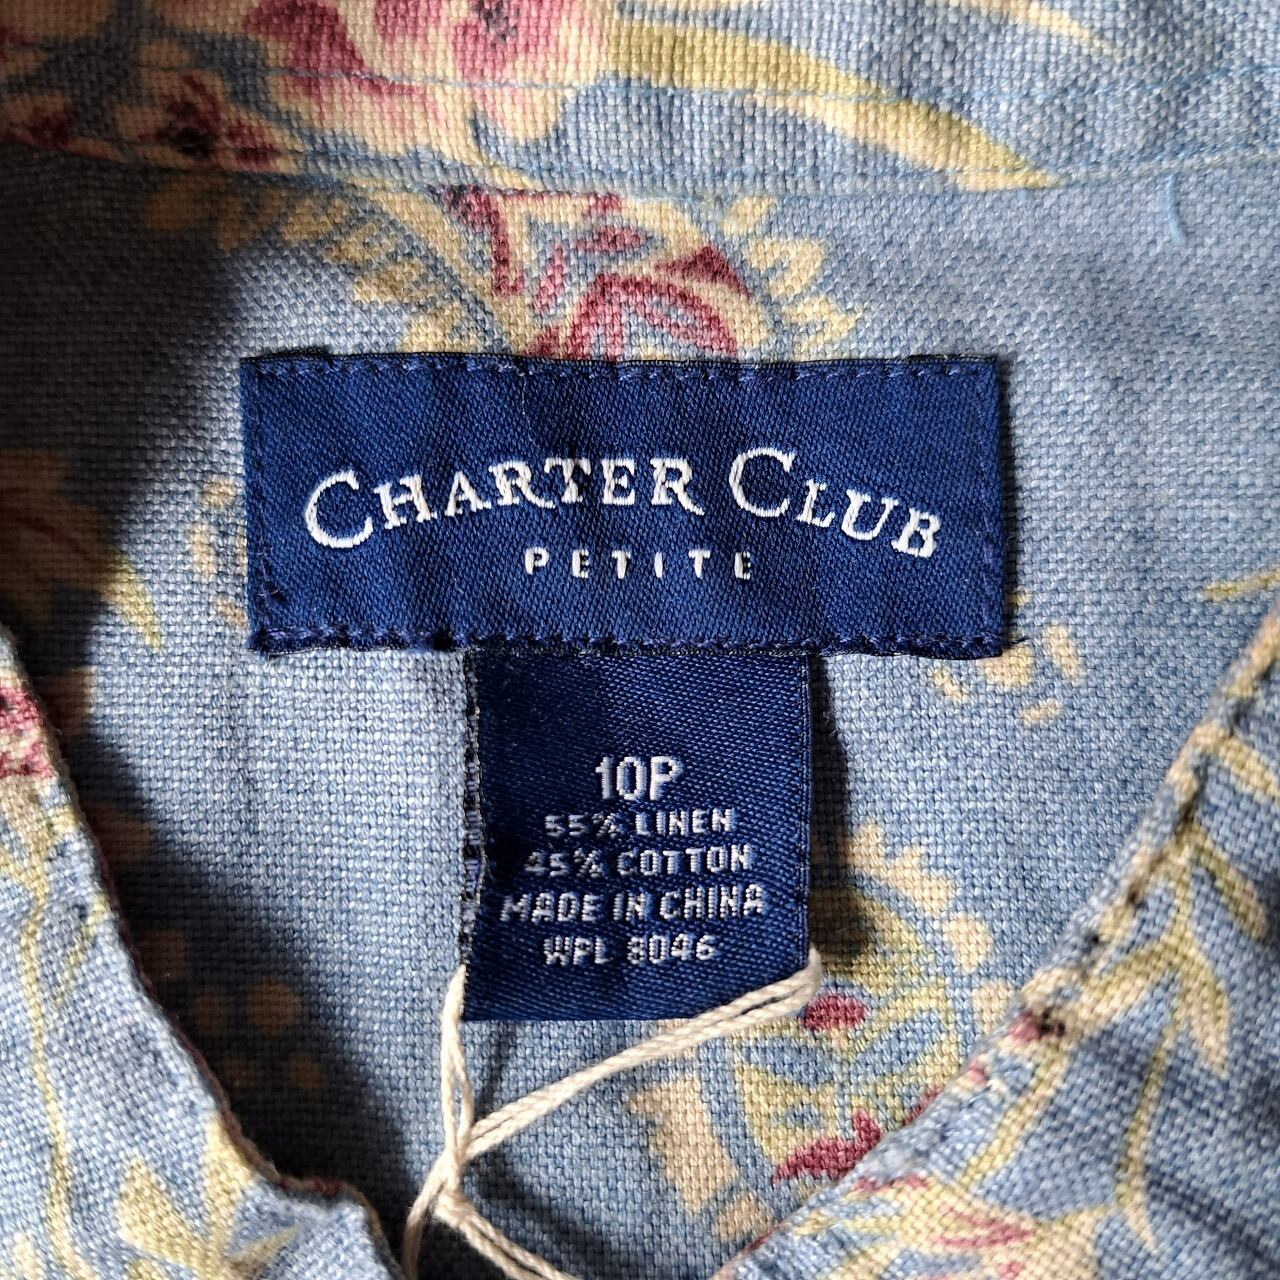 CHARTER CLUB
PETITE
10P
55% LINEN
45% COTTON
MADE IN CHINA
WPL 8046